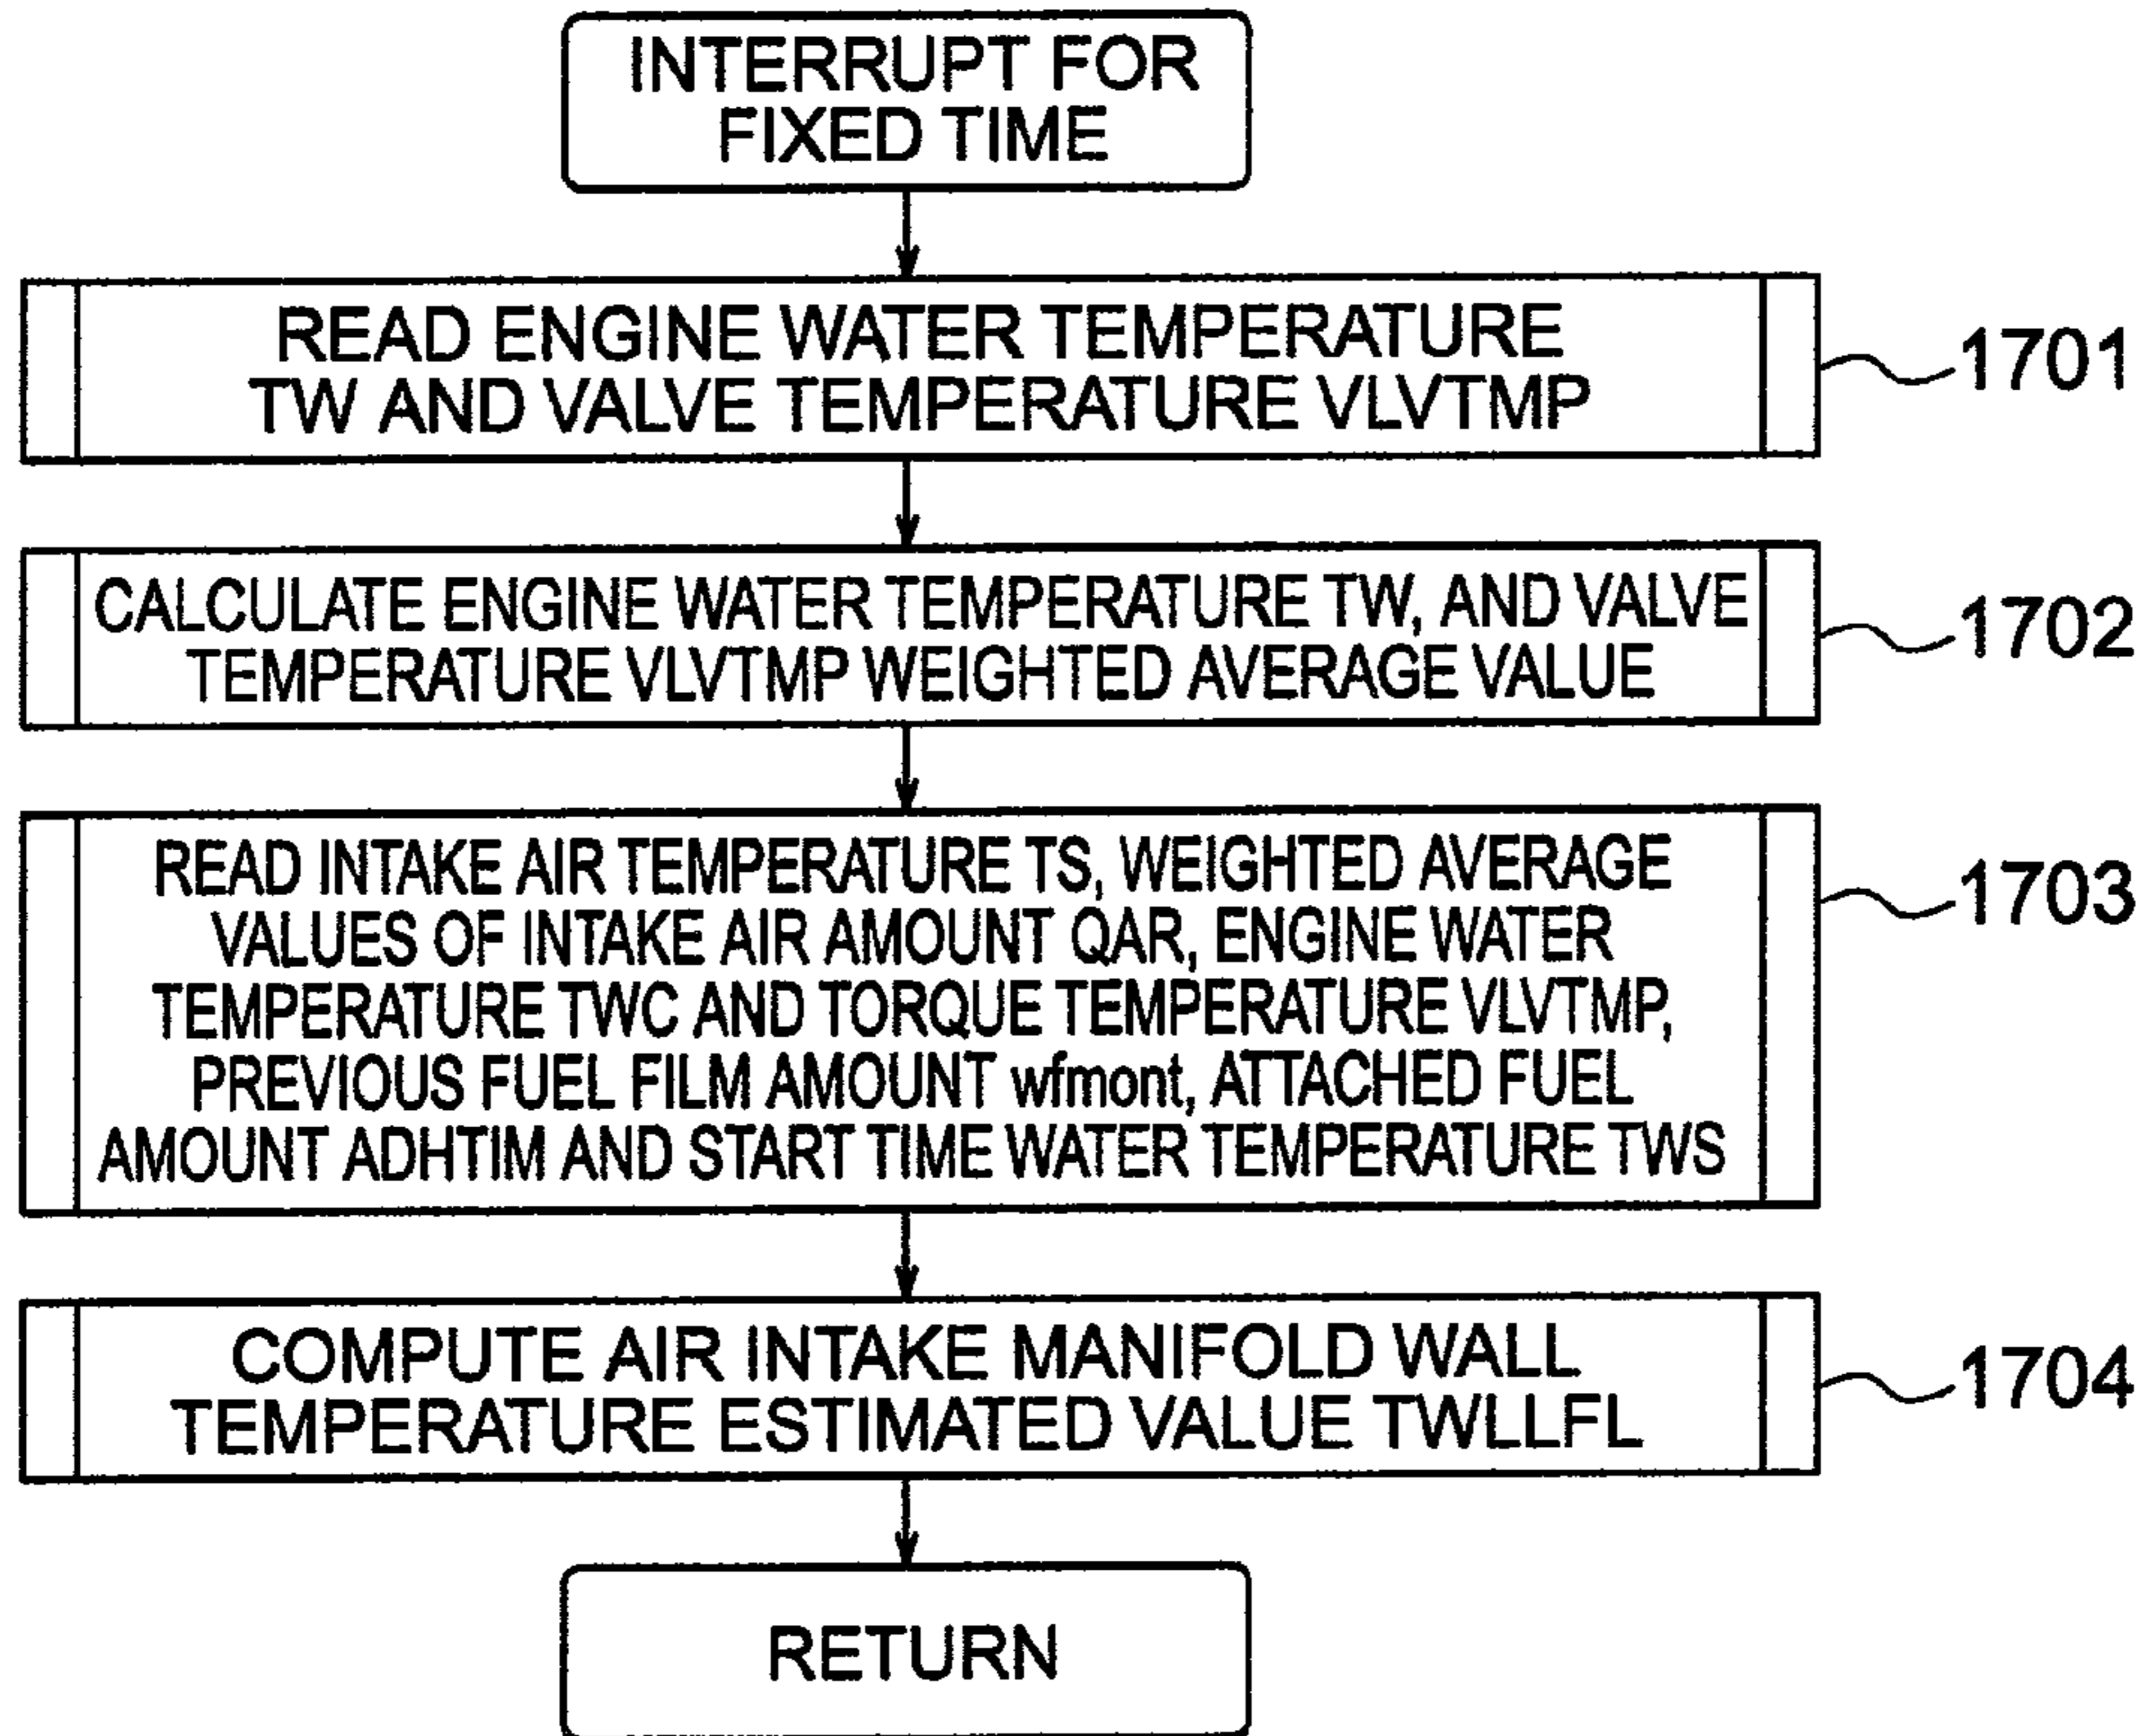 INTERRUPT FOR
FIXED TIME
READ ENGINE WATER TEMPERATURE
TW AND VALVE TEMPERATURE VLVTMP
1701
CALCULATE ENGINE WATER TEMPERATURE TW, AND VALVE
TEMPERATURE VLVTMP WEIGHTED AVERAGE VALUE
1702
READ INTAKE AIR TEMPERATURE TS, WEIGHTED AVERAGE
VALUES OF INTAKE AIR AMOUNT QAR, ENGINE WATER
TEMPERATURE TWC AND TORQUE TEMPERATURE VLVTMP,
PREVIOUS FUEL FILM AMOUNT wfmont, ATTACHED FUEL
AMOUNT ADHTIM AND START TIME WATER TEMPERATURE TWS
1703
COMPUTE AIR INTAKE MANIFOLD WALL
TEMPERATURE ESTIMATED VALUE TWLLFL
1704
RETURN